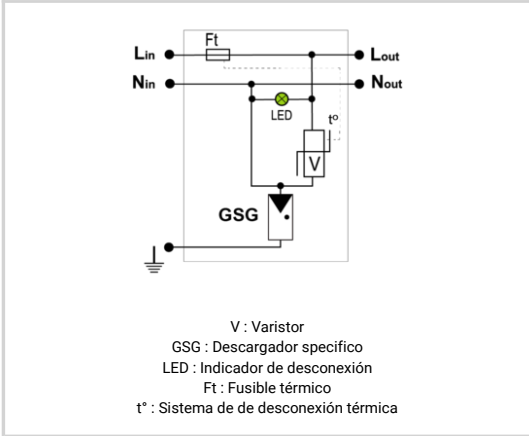 Ft
Lin
Lout
Nin
Nout
LED
t°
V
GSG
V : Varistor
GSG : Descargador specifico
LED : Indicador de desconexión
Ft : Fusible térmico
t° : Sistema de de desconexión térmica